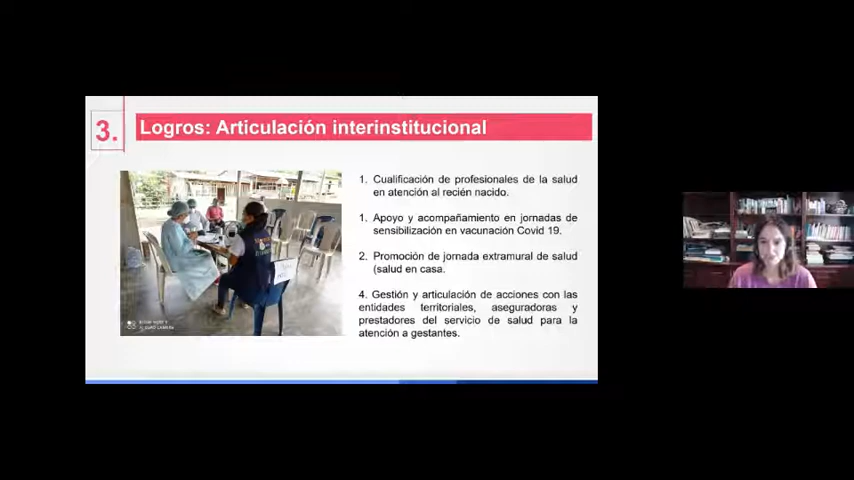 3.
Logros: Articulación interinstitucional
1. Cualificación de profesionales de la salud
en atención al recién nacido.
1. Apoyo y acompañamiento en jornadas de
sensibilización en vacunación Covid 19.
2. Promoción de jornada extramural de salud
(salud en casa.
4. Gestión y articulación de acciones con las
entidades territoriales, aseguradoras y
prestadores del servicio de salud para la
atención a gestantes.